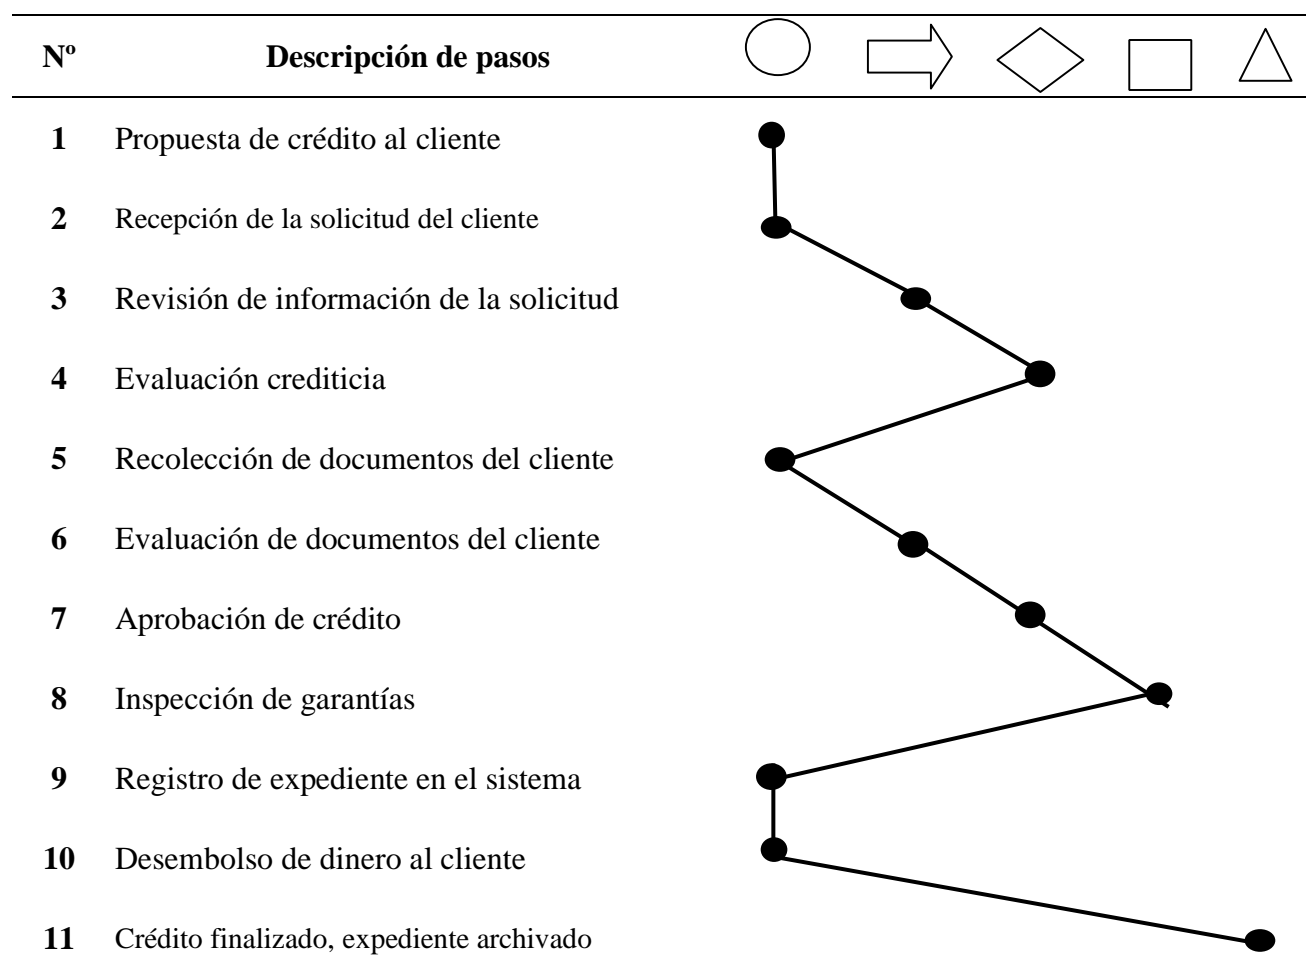 Nº Descripción de pasos
1 Propuesta de crédito al cliente
2 Recepción de la solicitud del cliente
3 Revisión de información de la solicitud
4 Evaluación crediticia
5 Recolección de documentos del cliente
6 Evaluación de documentos del cliente
7 Aprobación de crédito
8 Inspección de garantías
9 Registro de expediente en el sistema
10 Desembolso de dinero al cliente
11 Crédito finalizado, expediente archivado